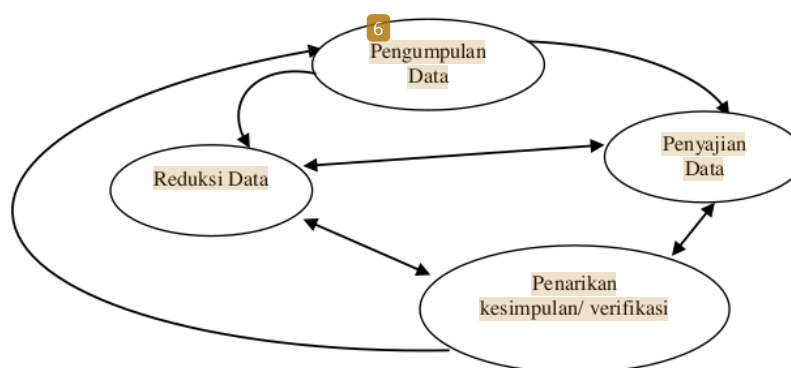 6
Pengumpulan
Data
Penyajian
Data
Reduksi Data
Penarikan
kesimpulan/ verifikasi